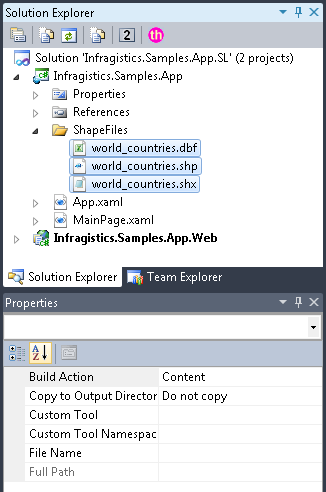 Solution Explorer
2 th
Solution 'Infragistics.Samples.App.SL' (2 projects)
Infragistics.Samples.App
Properties
References
ShapeFiles
world_countries.dbf
world_countries.shp
world_countries.shx
App.xaml
MainPage.xaml
Infragistics.Samples.App.Web
Solution Explorer Team Explorer
Properties
A Z
Build Action Content
Copy to Output Director Do not copy
Custom Tool
Custom Tool Namespac
File Name
Full Path